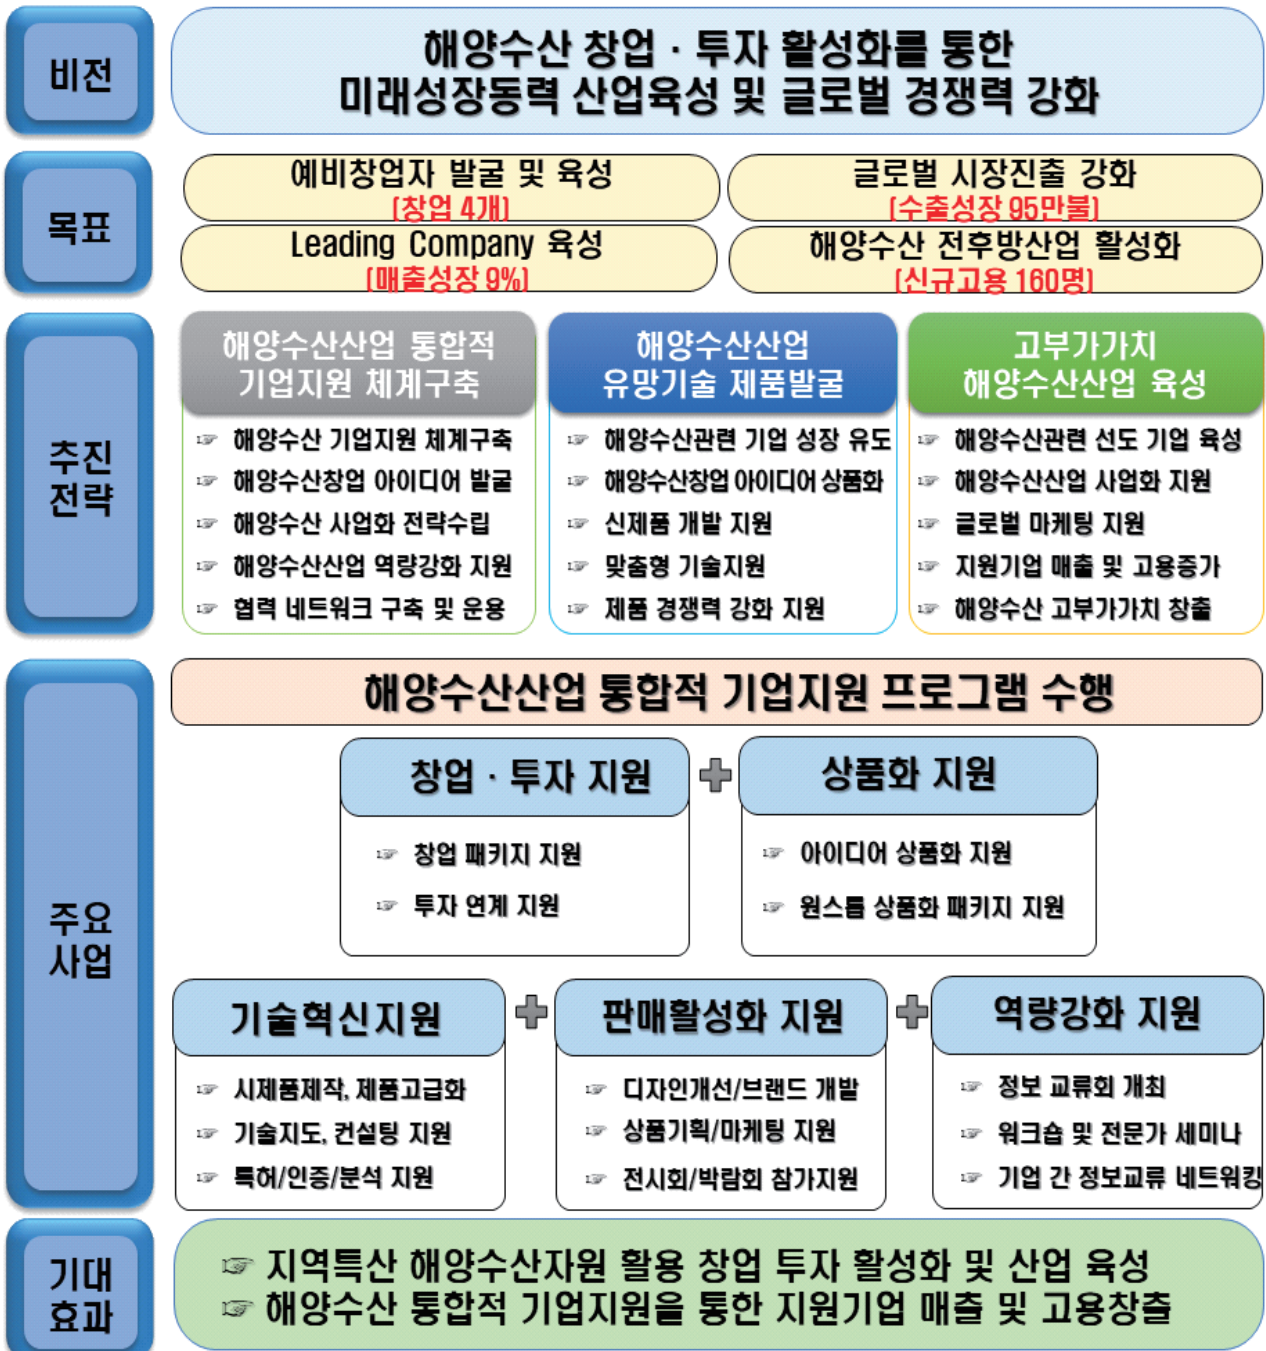 비전
해양수산 창업 · 투자 활성화를 통한
미래성장동력 산업육성 및 글로벌 경쟁력 강화
목표
예비창업자 발굴 및 육성
(창업 4개)
글로벌 시장진출 강화
(수출성장 95만불)
Leading Company 육성
(매출성장 9%)
해양수산 전후방산업 활성화
(신규고용 160명)
추진
전략
해양수산산업 통합적
기업지원 체계구축
☞ 해양수산 기업지원 체계구축
☞ 해양수산창업 아이디어 발굴
☞ 해양수산 사업화 전략수립
☞ 해양수산산업 역량강화 지원
☞ 협력 네트워크 구축 및 운용
해양수산산업
유망기술 제품발굴
☞ 해양수산관련 기업 성장 유도
☞ 해양수산창업 아이디어 상품화
☞ 신제품 개발 지원
☞ 맞춤형 기술지원
☞ 제품 경쟁력 강화 지원
고부가가치
해양수산산업 육성
☞ 해양수산관련 선도 기업 육성
☞ 해양수산산업 사업화 지원
☞ 글로벌 마케팅 지원
☞ 지원기업 매출 및 고용증가
☞ 해양수산 고부가가치 창출
주요
사업
해양수산산업 통합적 기업지원 프로그램 수행
창업 · 투자 지원
☞ 창업 패키지 지원
☞ 투자 연계 지원
상품화 지원
☞ 아이디어 상품화 지원
☞ 원스톱 상품화 패키지 지원
기술혁신지원
☞ 시제품제작, 제품고급화
☞ 기술지도, 컨설팅 지원
☞ 특허/인증/분석 지원
판매활성화 지원
☞ 디자인개선/브랜드 개발
☞ 상품기획/마케팅 지원
☞ 전시회/박람회 참가지원
역량강화 지원
☞ 정보 교류회 개최
☞ 워크숍 및 전문가 세미나
☞ 기업 간 정보교류 네트워킹
기대
효과
☞ 지역특산 해양수산자원 활용 창업 투자 활성화 및 산업 육성
☞ 해양수산 통합적 기업지원을 통한 지원기업 매출 및 고용창출